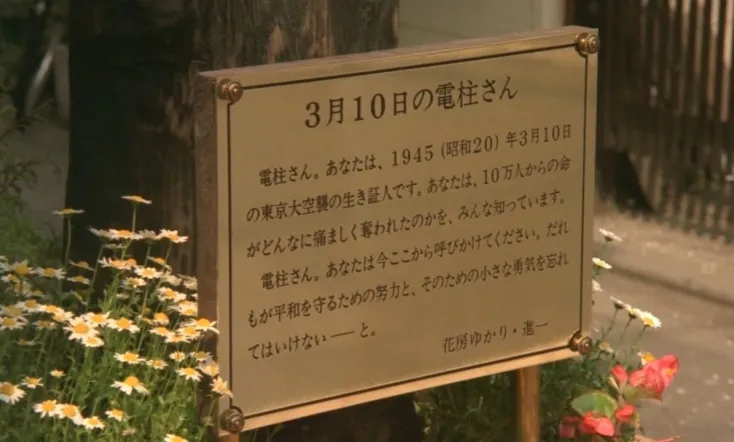 3月10日の電柱さん
電柱さん。あなたは、1945（昭和20）年3月10日
の東京大空襲の生き証人です。あなたは、10万人からの命
がどんなに痛ましく奪われたのかを、みんな知っています。
電柱さん。あなたは今ここから呼びかけてください。だれ
もが平和を守るための努力と、そのための小さな勇気を忘れ
てはいけない――と。
花房ゆかり・進一